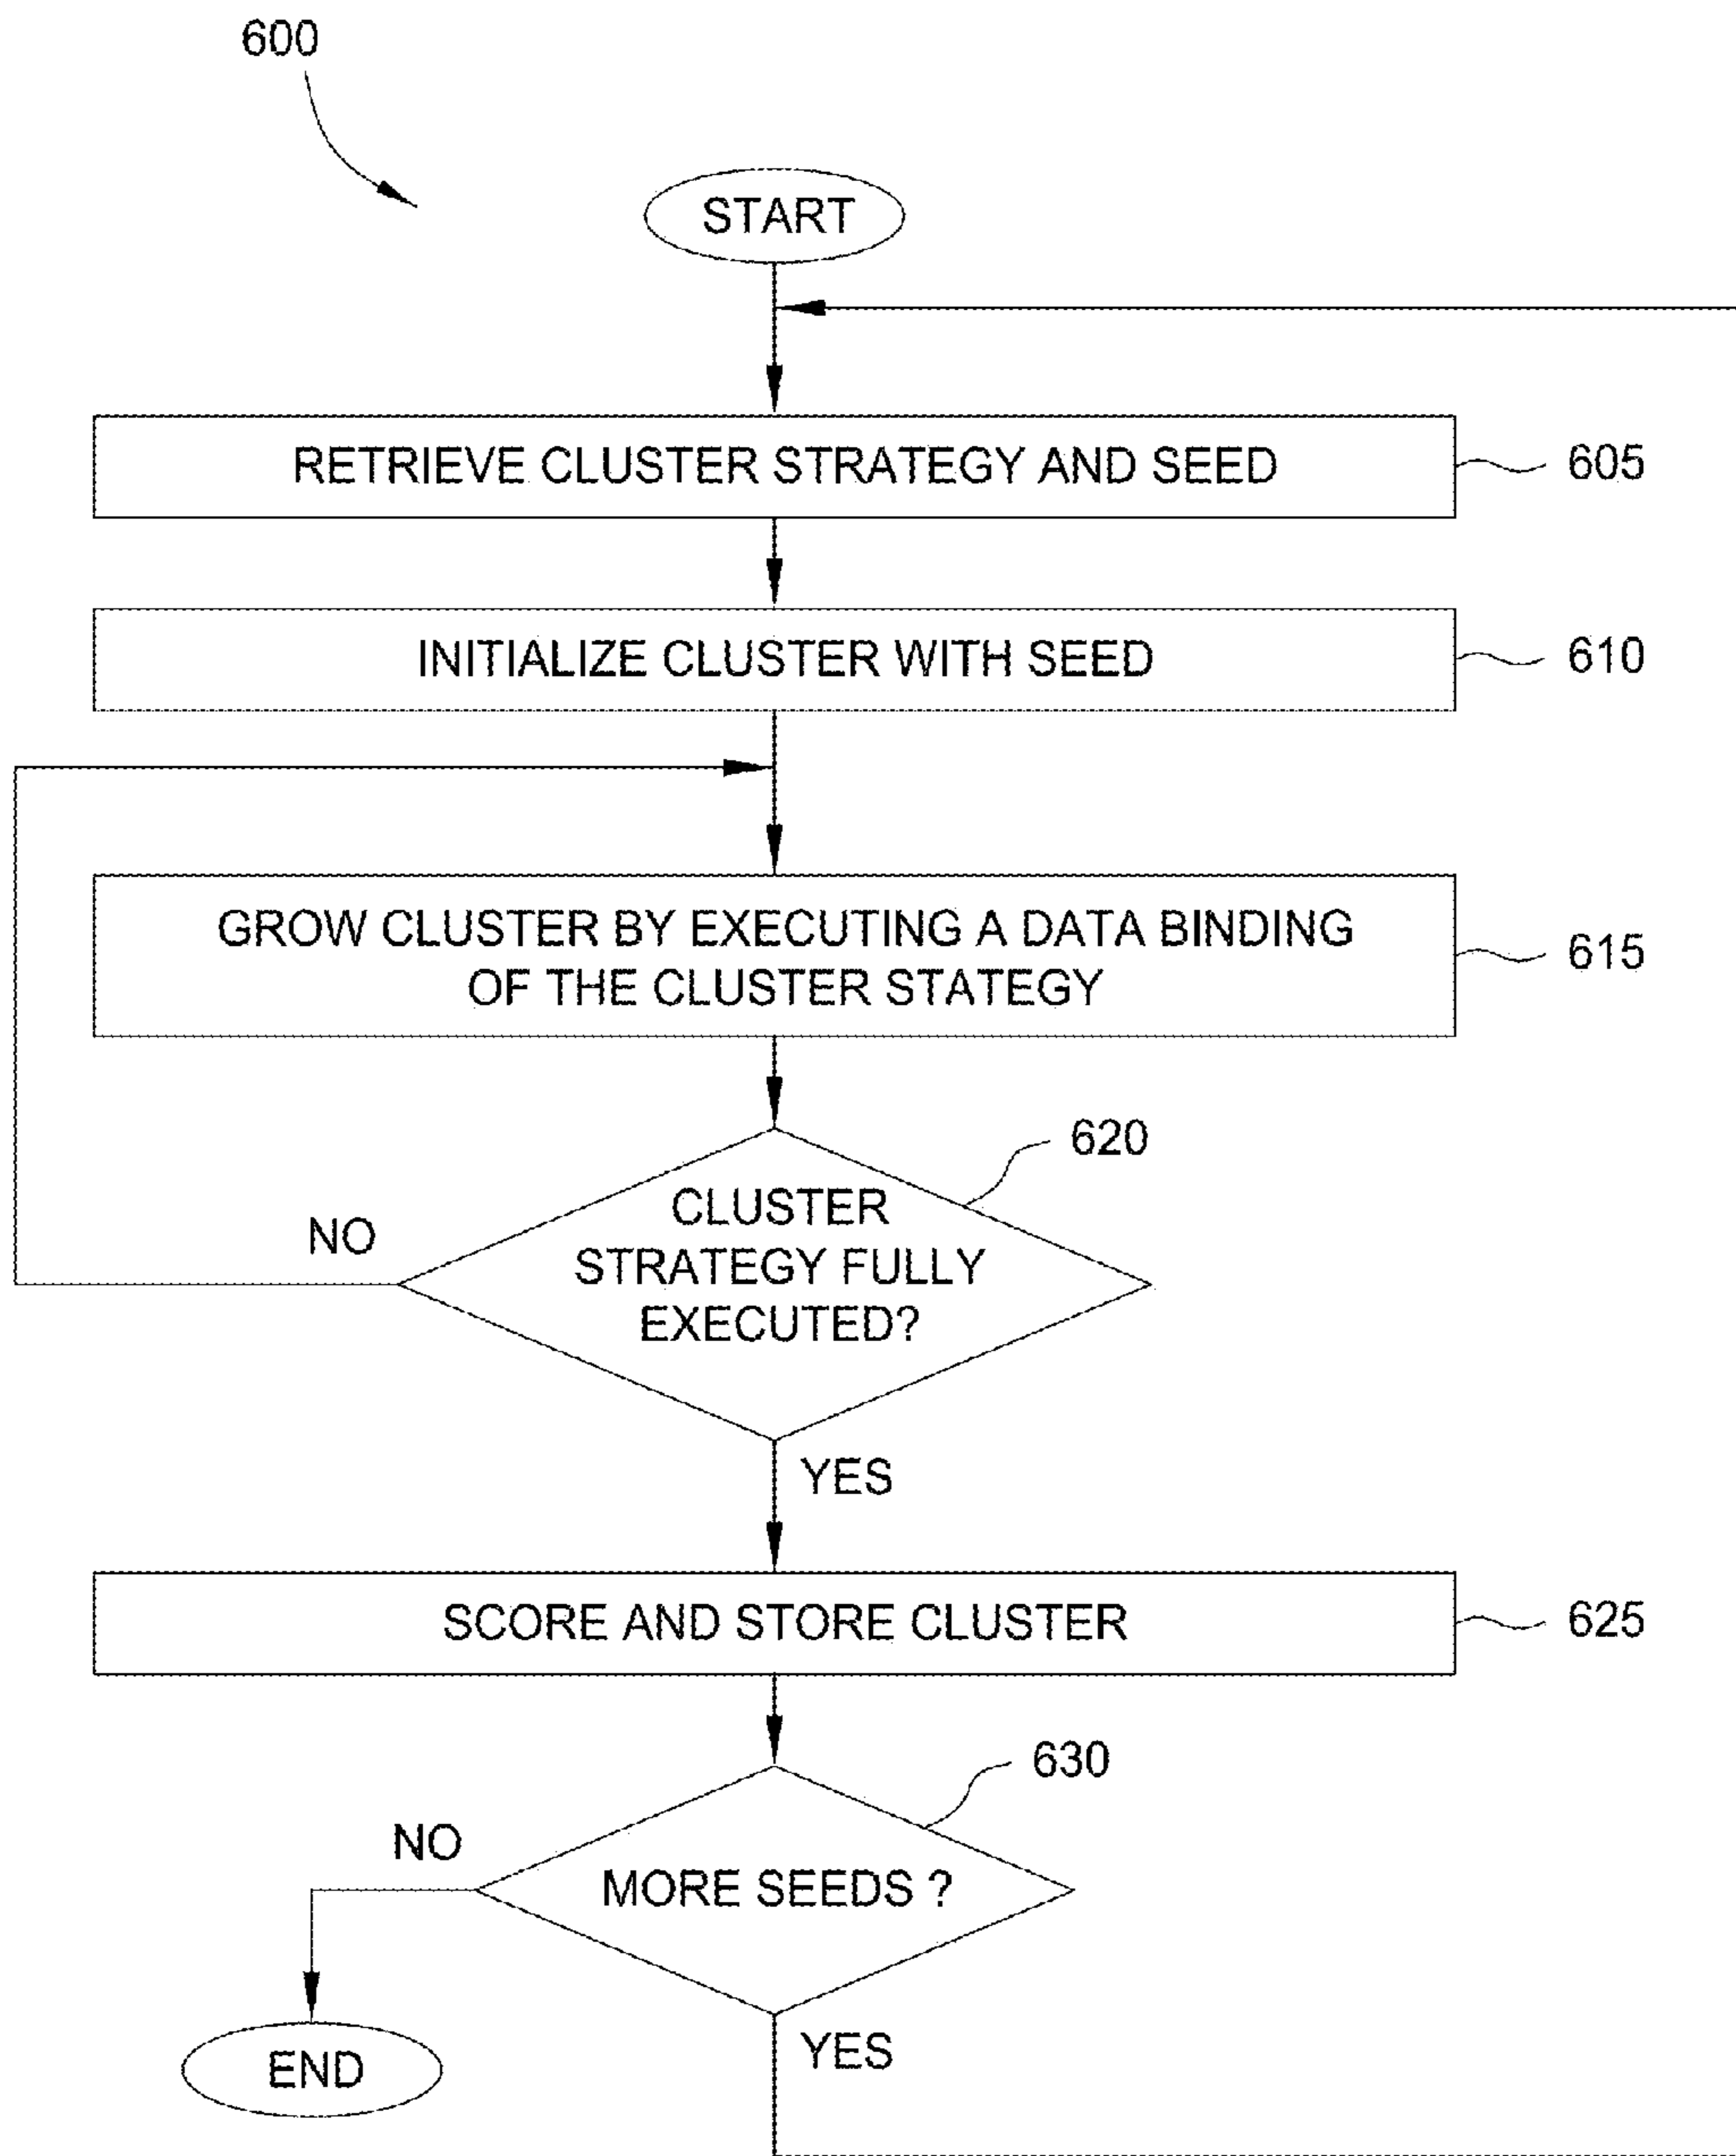 600
START
RETRIEVE CLUSTER STRATEGY AND SEED
605
INITIALIZE CLUSTER WITH SEED
610
GROW CLUSTER BY EXECUTING A DATA BINDING
OF THE CLUSTER STATEGY
615
620
CLUSTER
STRATEGY FULLY
EXECUTED?
NO
YES
SCORE AND STORE CLUSTER
625
630
MORE SEEDS ?
NO
YES
END